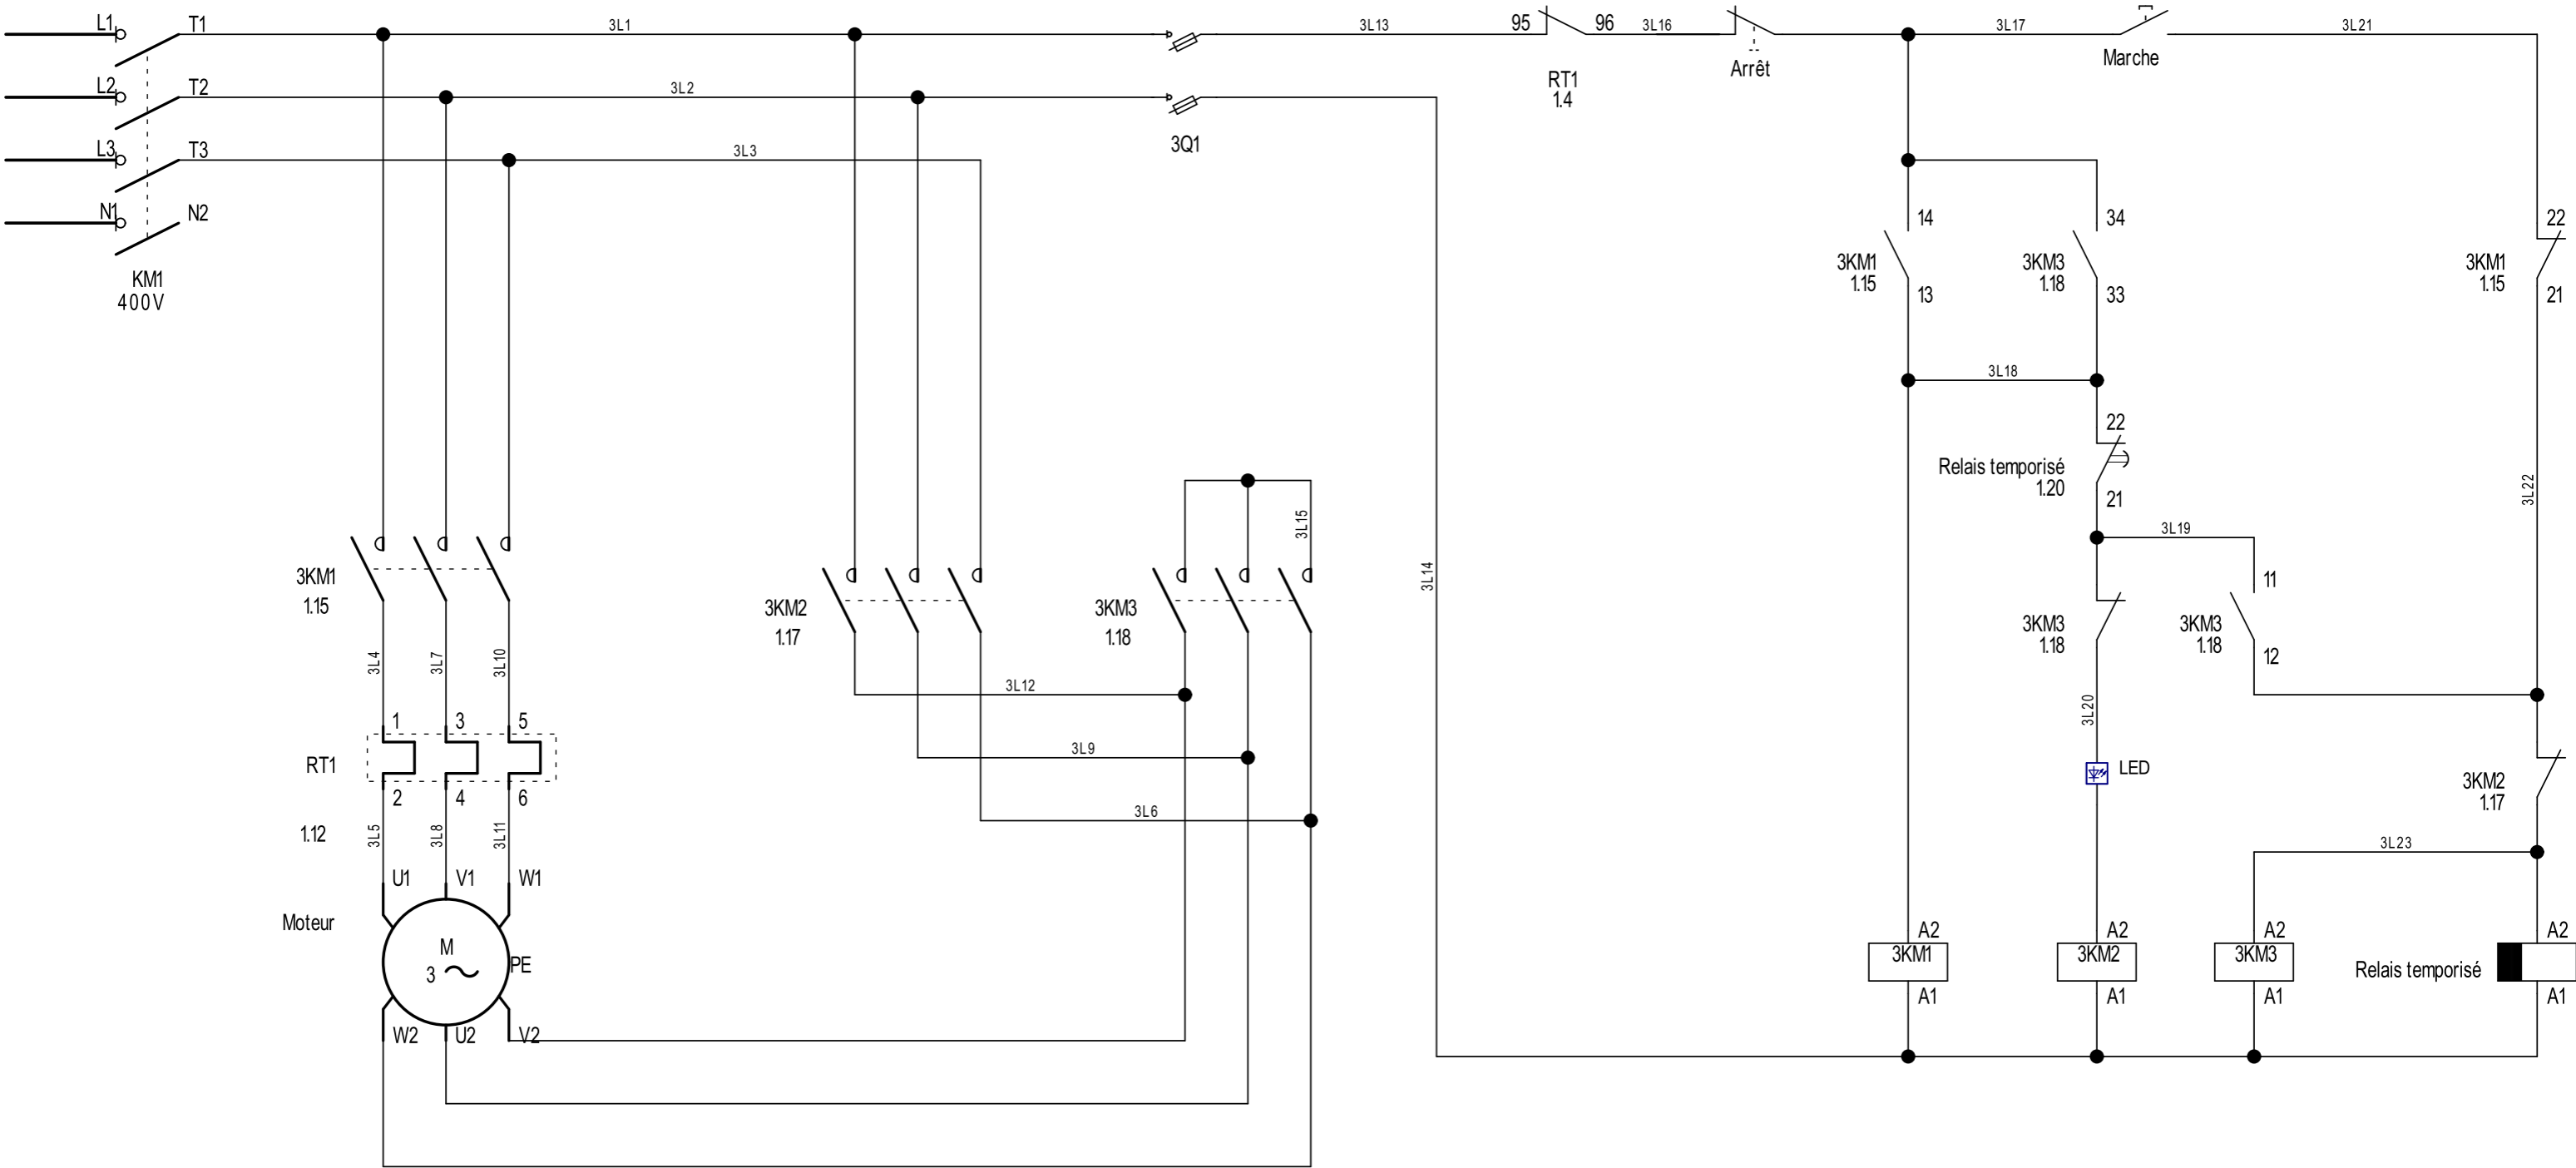 L1
T1
3L1
3L13
95
96
3L16
3L17
3L21
RT1
1.4
Arrêt
Marche
L2
T2
3L2
3Q1
L3
T3
3L3
N1
N2
KM1
400V
14
3KM1
1.15
13
34
3KM3
1.18
33
22
3KM1
1.15
21
3L18
22
Relais temporisé
1.20
21
3L22
3L19
3L15
3L14
3KM1
1.15
3KM2
1.17
3KM3
1.18
3KM3
1.18
11
3KM3
1.18
12
3L4
3L7
3L10
3L12
3L9
3L6
3L20
LED
3KM2
1.17
3L23
1
3
5
RT1
2
4
6
1.12
3L5
3L8
3L11
U1
V1
W1
Moteur
M
3
PE
W2
U2
V2
A2
3KM1
A1
A2
3KM2
A1
A2
3KM3
A1
Relais temporisé
A2
A1